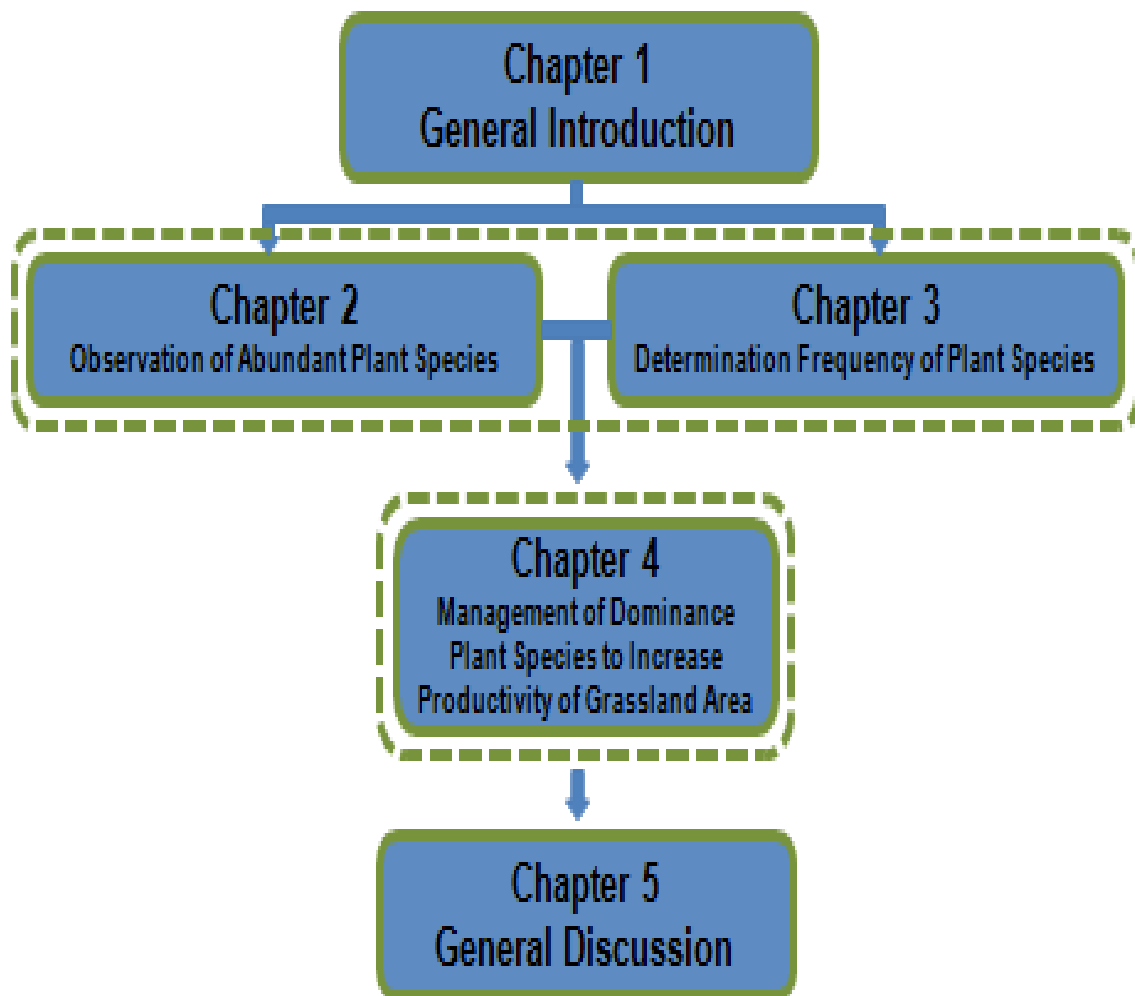 Chapter 1
General Introduction
Chapter 2
Observation of Abundant Plant Species
Chapter 3
Determination Frequency of Plant Species
Chapter 4
Management of Dominance
Plant Species to Increase
Productivity of Grassland Area
Chapter 5
General Discussion